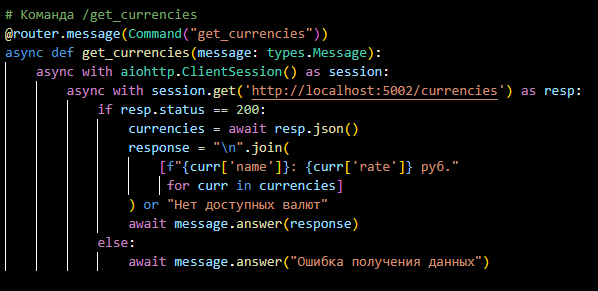 # Команда /get_currencies
@router.message(Command("get_currencies"))
async def get_currencies(message: types.Message):
async with aiohttp.ClientSession() as session:
async with session.get('http://localhost:5002/currencies') as resp:
if resp.status == 200:
currencies = await resp.json()
response = "\n".join(
[f"{curr['name']}: {curr['rate']} руб."
for curr in currencies]
) or "Нет доступных валют"
await message.answer(response)
else:
await message.answer("Ошибка получения данных")